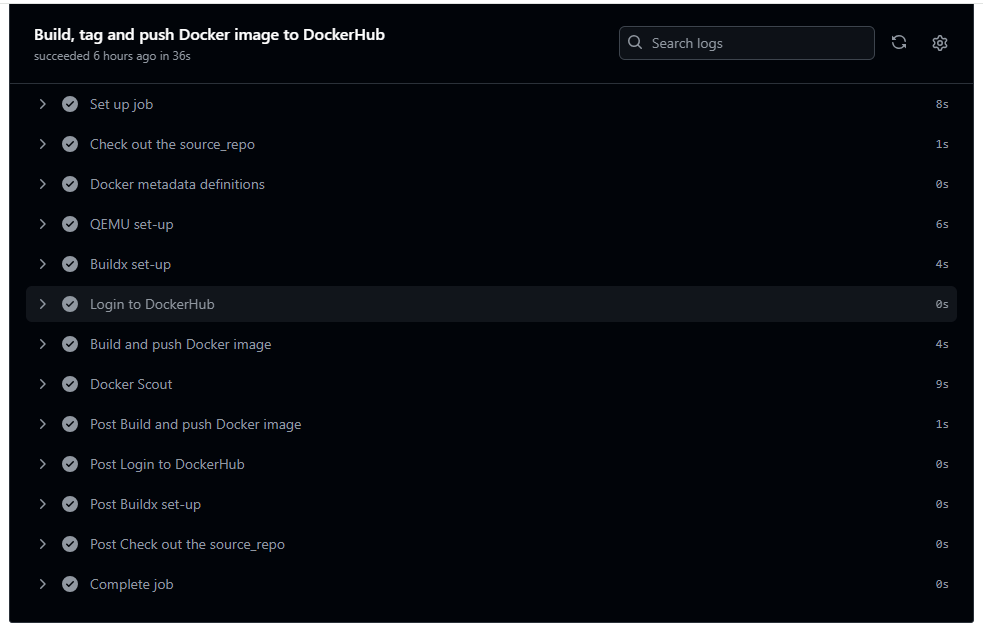 Build, tag and push Docker image to DockerHub
succeeded 6 hours ago in 36s
Search logs
Set up job 8s
Check out the source_repo 1s
Docker metadata definitions 0s
QEMU set-up 6s
Buildx set-up 4s
Login to DockerHub 0s
Build and push Docker image 4s
Docker Scout 9s
Post Build and push Docker image 1s
Post Login to DockerHub 0s
Post Buildx set-up 0s
Post Check out the source_repo 0s
Complete job 0s